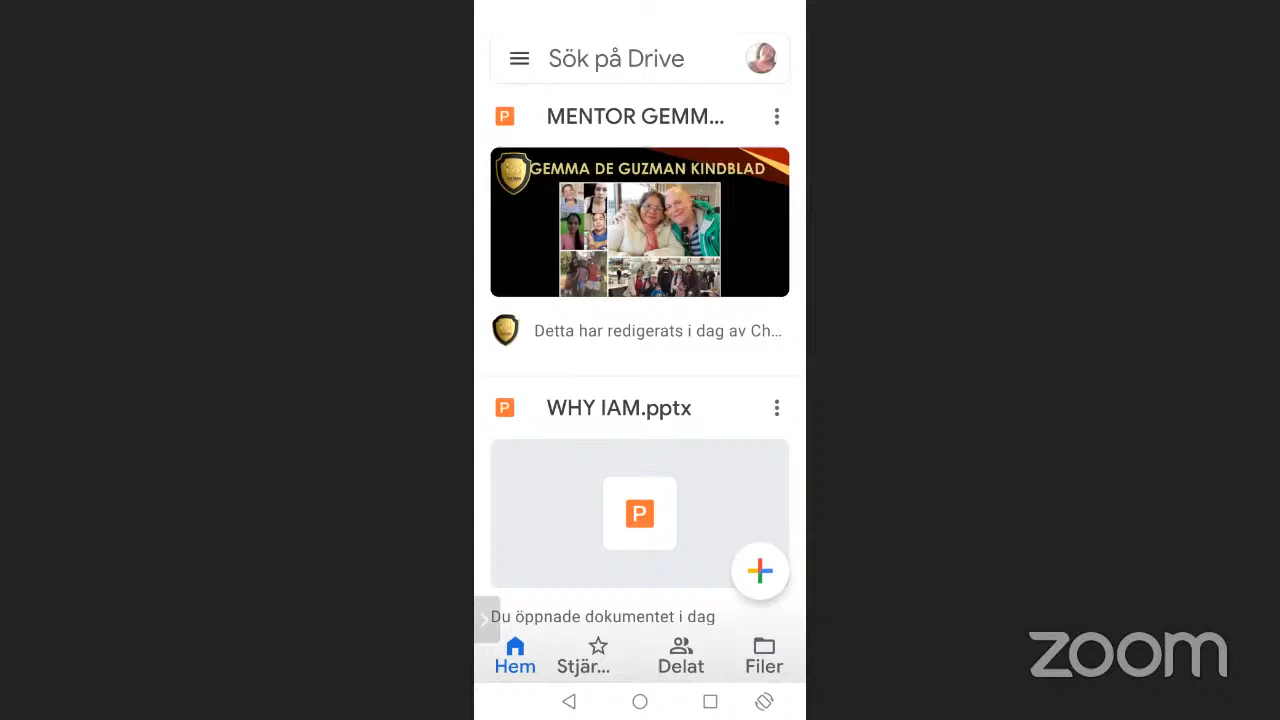 Sök på Drive
P
MENTOR GEMM...
GEMMA DE GUZMAN KINDBLAD
Detta har redigerats i dag av Ch...
P
WHY IAM.pptx
P
Du öppnade dokumentet i dag
Hem
Stjär...
Delat
Filer
zoom